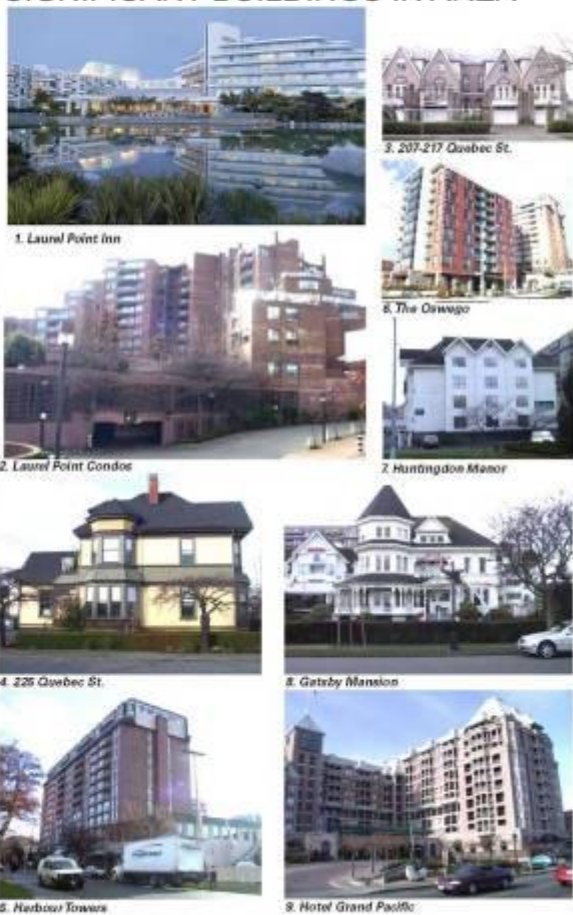 1. Laurel Point Inn
3. 207-217 Quebec St.
6. The Oswego
2. Laurel Point Condos
7. Huntingdon Manor
4. 225 Quebec St.
8. Gatsby Mansion
5. Harbour Towers
9. Hotel Grand Pacific